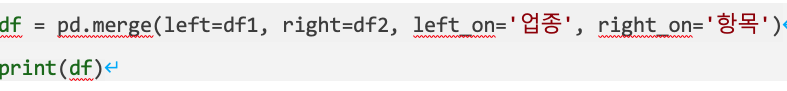 df = pd.merge(left=df1, right=df2, left_on='업종', right_on='항목')
print(df)↵